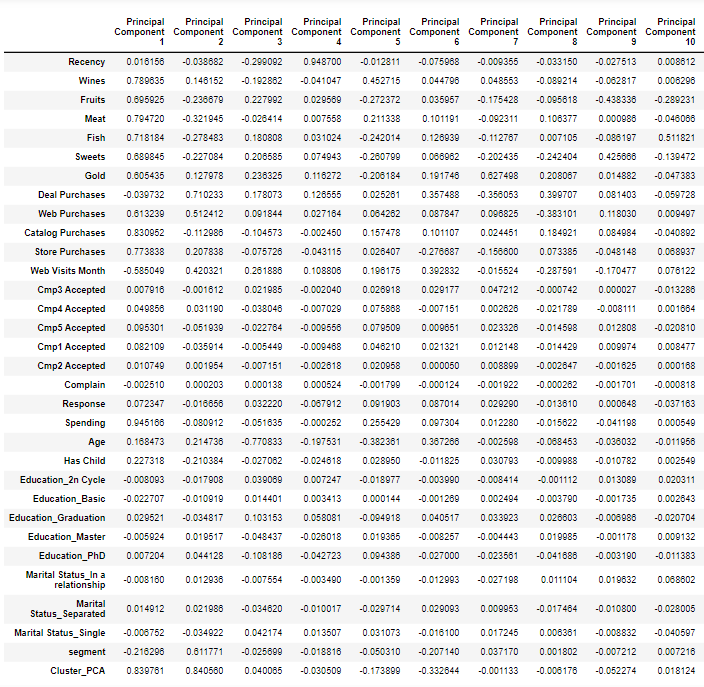 Principal Component 1 Principal Component 2 Principal Component 3 Principal Component 4 Principal Component 5 Principal Component 6 Principal Component 7 Principal Component 8 Principal Component 9 Principal Component 10
Recency 0.016156 -0.038682 -0.299092 0.948700 -0.012811 -0.075968 -0.009355 -0.033150 -0.027513 0.008612
Wines 0.789635 0.146152 -0.192862 -0.041047 0.452715 0.044796 0.048553 -0.089214 -0.062817 0.006296
Fruits 0.695925 -0.236679 0.227992 0.029569 -0.272372 0.035957 -0.175428 -0.095618 -0.438336 -0.289231
Meat 0.794720 -0.321945 -0.026414 0.007558 0.211338 0.101191 -0.092311 0.106377 0.000986 -0.046066
Fish 0.718184 -0.278483 0.180808 0.031024 -0.242014 0.126939 -0.112767 0.007105 -0.086197 0.511821
Sweets 0.689845 -0.227084 0.206585 0.074943 -0.260799 0.066962 -0.202435 -0.242404 0.425666 -0.139472
Gold 0.605435 0.127978 0.236325 0.116272 -0.206184 0.191746 0.627498 0.208067 0.014882 -0.047383
Deal Purchases -0.039732 0.710233 0.178073 0.126555 0.025261 0.357488 -0.356053 0.399707 0.081403 -0.059728
Web Purchases 0.613239 0.512412 0.091844 0.027164 0.064262 0.087847 0.096825 -0.383101 0.118030 0.009497
Catalog Purchases 0.830952 -0.112986 -0.104573 -0.002450 0.157478 0.101107 0.024451 0.184921 0.084984 -0.040892
Store Purchases 0.773838 0.207838 -0.075726 -0.043115 0.026407 -0.276687 -0.156600 0.073385 -0.048148 0.068937
Web Visits Month -0.585049 0.420321 0.261886 0.108806 0.196175 0.392832 -0.015524 -0.287591 -0.170477 0.076122
Cmp3 Accepted 0.007916 -0.001612 0.021985 -0.002040 0.026918 0.029177 0.047212 -0.000742 0.000027 -0.013286
Cmp4 Accepted 0.049856 0.031190 -0.038046 -0.007029 0.075868 -0.007151 0.002626 -0.021789 -0.008111 0.001664
Cmp5 Accepted 0.095301 -0.051939 -0.022764 -0.009556 0.079509 0.009651 0.023326 -0.014598 0.012808 -0.020810
Cmp1 Accepted 0.082109 -0.035914 -0.005449 -0.009468 0.046210 0.021321 0.012148 -0.014429 0.009974 0.008477
Cmp2 Accepted 0.010749 0.001954 -0.007151 -0.002618 0.020958 0.000050 0.008899 -0.002647 -0.001625 0.000168
Complain -0.002510 0.000203 0.000138 0.000524 -0.001799 -0.000124 -0.001922 -0.000262 -0.001701 -0.000818
Response 0.072347 -0.016656 0.032220 -0.067912 0.091903 0.087014 0.029290 -0.013610 0.000648 -0.037163
Spending 0.945166 -0.080912 -0.051635 -0.000252 0.255429 0.097304 0.012280 -0.015622 -0.041198 0.000549
Age 0.168473 0.214736 -0.770833 -0.197531 -0.382361 0.367266 -0.002598 -0.068453 -0.036032 -0.011956
Has Child 0.227318 -0.210384 -0.027062 -0.024618 0.028950 -0.011825 0.030793 -0.009988 -0.010782 0.002549
Education_2n Cycle -0.008093 -0.017908 0.039069 0.007247 -0.018977 -0.003990 -0.008414 -0.001112 0.013089 0.020311
Education_Basic -0.022707 -0.010919 0.014401 0.003413 0.000144 -0.001269 0.002494 -0.003790 -0.001735 0.002643
Education_Graduation 0.029521 -0.034817 0.103153 0.058081 -0.094918 0.040517 0.033923 0.026603 -0.006986 -0.020704
Education_Master -0.005924 0.019517 -0.048437 -0.026018 0.019365 -0.008257 -0.004443 0.019985 -0.001178 0.009132
Education_PhD 0.007204 0.044128 -0.108186 -0.042723 0.094386 -0.027000 -0.023561 -0.041686 -0.003190 -0.011383
Marital Status_In a relationship -0.008160 0.012936 -0.007554 -0.003490 -0.001359 -0.012993 -0.027198 0.011104 0.019632 0.068602
Marital Status_Separated 0.014912 0.021986 -0.034620 -0.010017 -0.029714 0.029093 0.009953 -0.017464 -0.010800 -0.028005
Marital Status_Single -0.006752 -0.034922 0.042174 0.013507 0.031073 -0.016100 0.017245 0.006361 -0.008832 -0.040597
segment -0.216296 0.611771 -0.025699 -0.018816 -0.050310 -0.207140 0.037170 0.001802 -0.007212 0.007216
Cluster_PCA 0.839761 0.840560 0.040065 -0.030509 -0.173899 -0.332644 -0.001133 -0.006176 -0.052274 0.018124